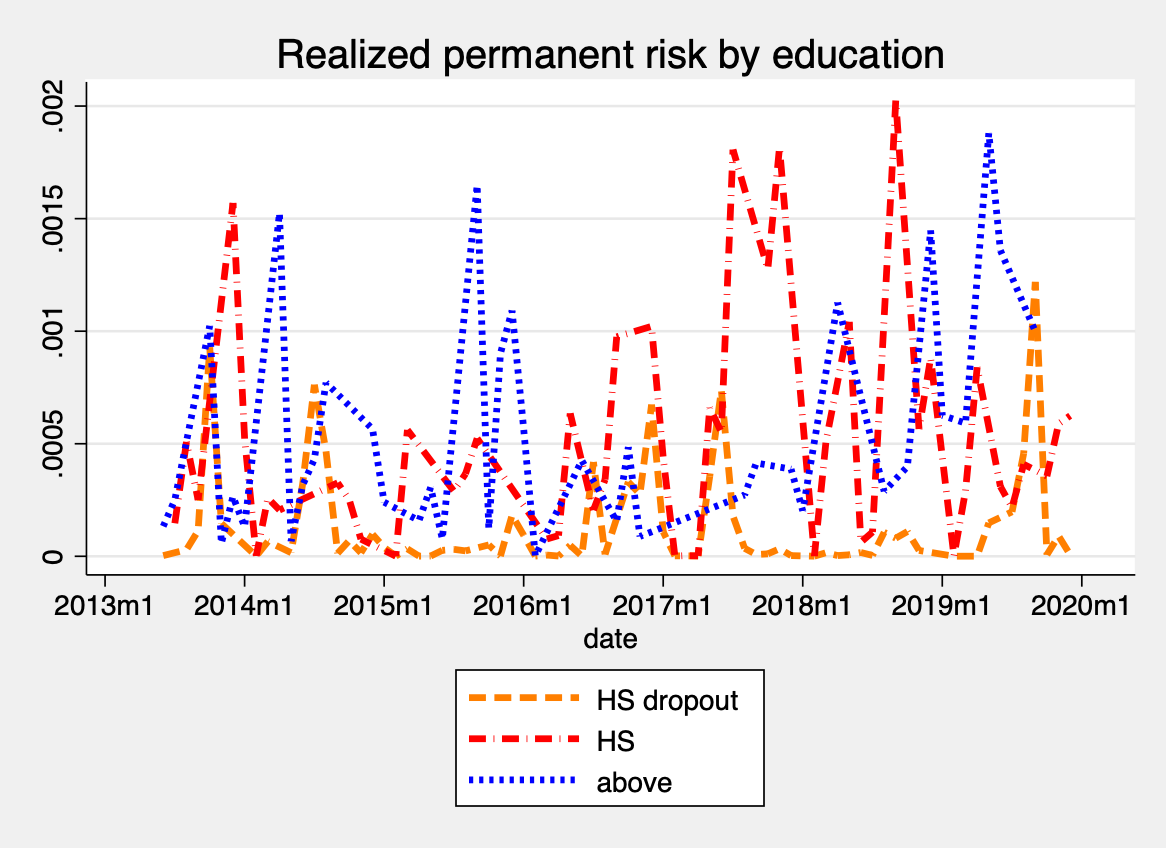 Realized permanent risk by education
.002
.0015
.001
.0005
0
2013m1 2014m1 2015m1 2016m1 2017m1 2018m1 2019m1 2020m1
date
HS dropout
HS
above